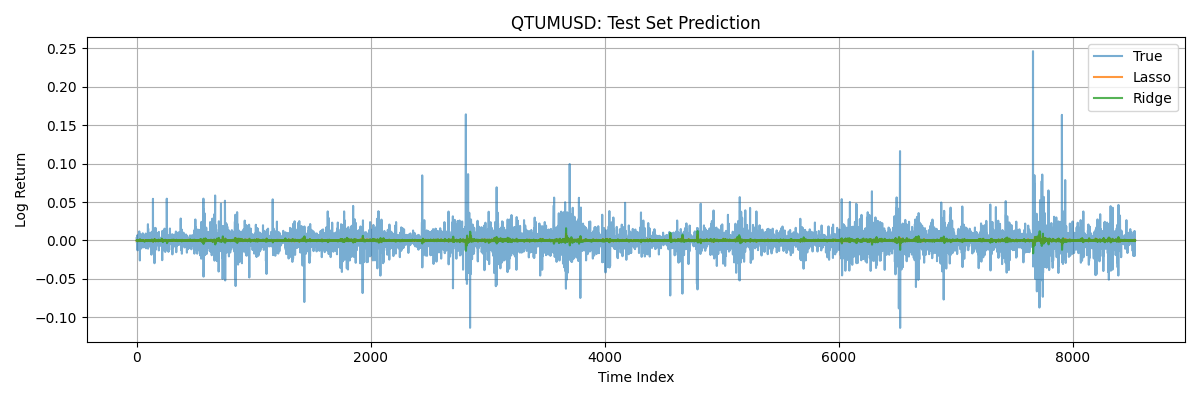 QTUMUSD: Test Set Prediction
Log Return
0.25
0.20
0.15
0.10
0.05
0.00
−0.05
−0.10
True
Lasso
Ridge
0 2000 4000 6000 8000
Time Index